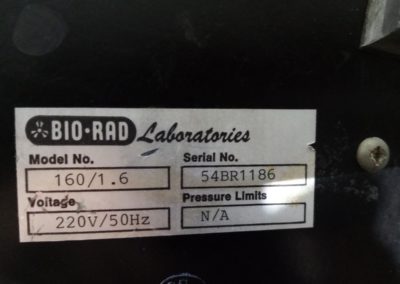 BIO·RAD Laboratories
Model No. Serial No.
160/1.6 54BR1186
Voltage Pressure Limits
220V/50Hz N/A